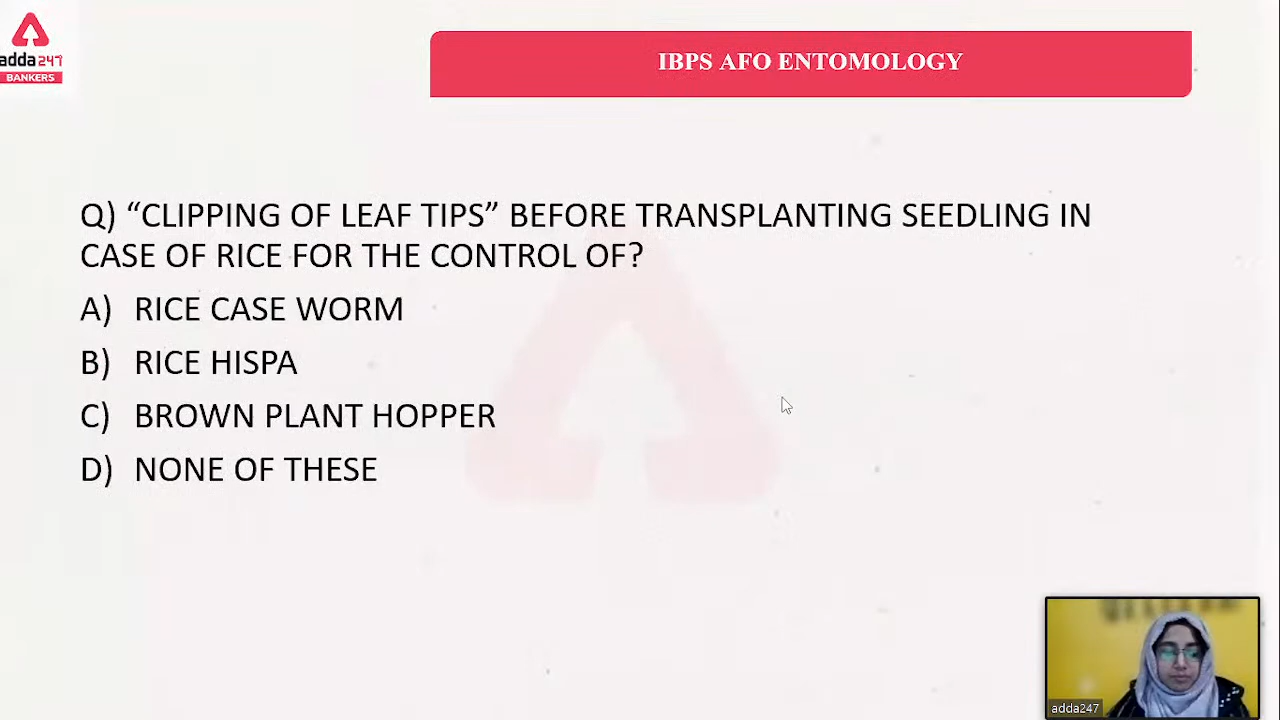 adda247
BANKERS
IBPS AFO ENTOMOLOGY
Q) “CLIPPING OF LEAF TIPS” BEFORE TRANSPLANTING SEEDLING IN
CASE OF RICE FOR THE CONTROL OF?
A) RICE CASE WORM
B) RICE HISPA
C) BROWN PLANT HOPPER
D) NONE OF THESE
adda247